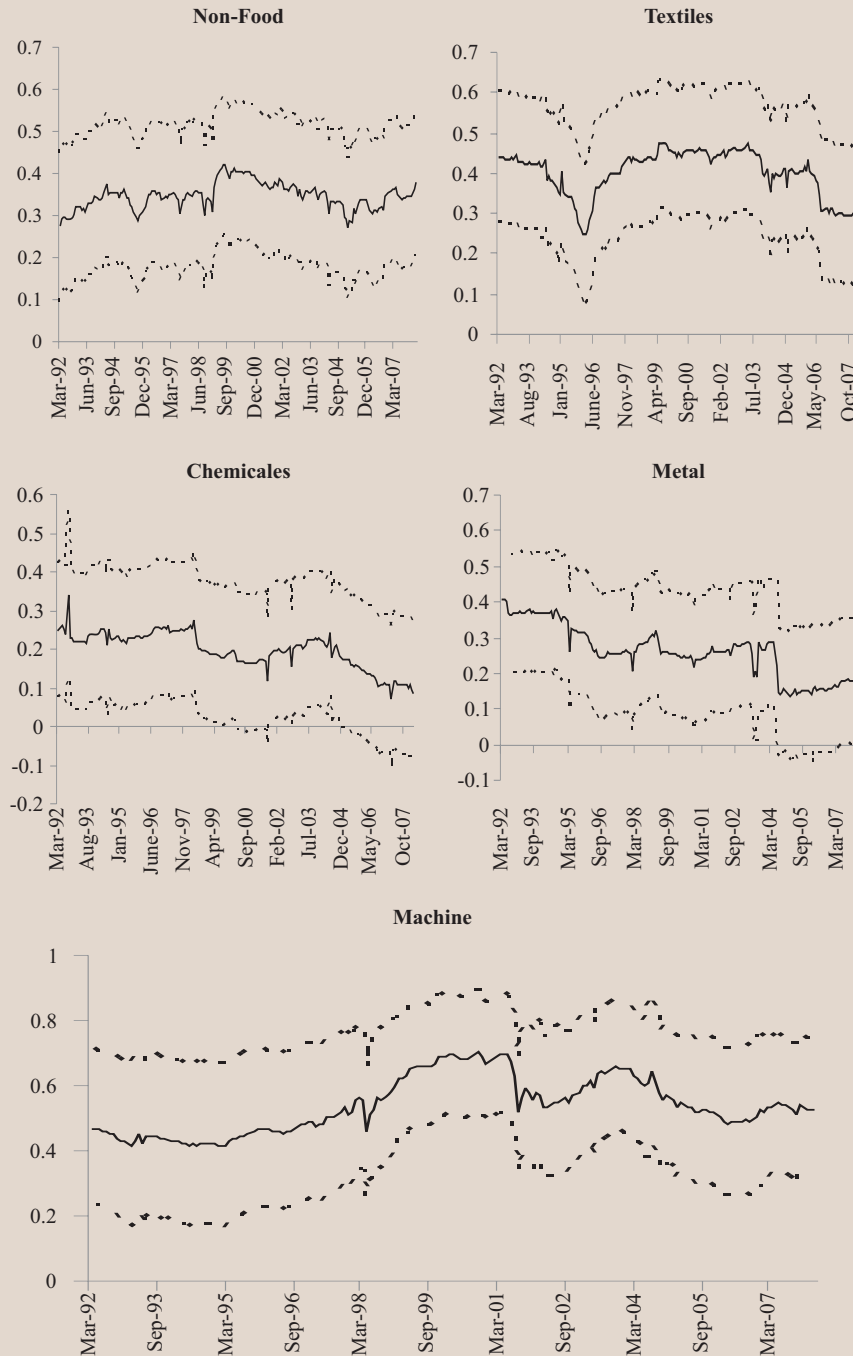 Non-Food
0.7
0.6
0.5
0.4
0.3
0.2
0.1
0
Mar-92
Jun-93
Sep-94
Dec-95
Mar-97
Jun-98
Sep-99
Dec-00
Mar-02
Jun-03
Sep-04
Dec-05
Mar-07
Textiles
0.7
0.6
0.5
0.4
0.3
0.2
0.1
0
Mar-92
Aug-93
Jan-95
June-96
Nov-97
Apr-99
Sep-00
Feb-02
Jul-03
Dec-04
May-06
Oct-07
Chemicales
0.6
0.5
0.4
0.3
0.2
0.1
0
-0.1
-0.2
Mar-92
Aug-93
Jan-95
June-96
Nov-97
Apr-99
Sep-00
Feb-02
Jul-03
Dec-04
May-06
Oct-07
Metal
0.7
0.6
0.5
0.4
0.3
0.2
0.1
0
-0.1
Mar-92
Sep-93
Mar-95
Sep-96
Mar-98
Sep-99
Mar-01
Sep-02
Mar-04
Sep-05
Mar-07
Machine
1
0.8
0.6
0.4
0.2
0
Mar-92
Sep-93
Mar-95
Sep-96
Mar-98
Sep-99
Mar-01
Sep-02
Mar-04
Sep-05
Mar-07